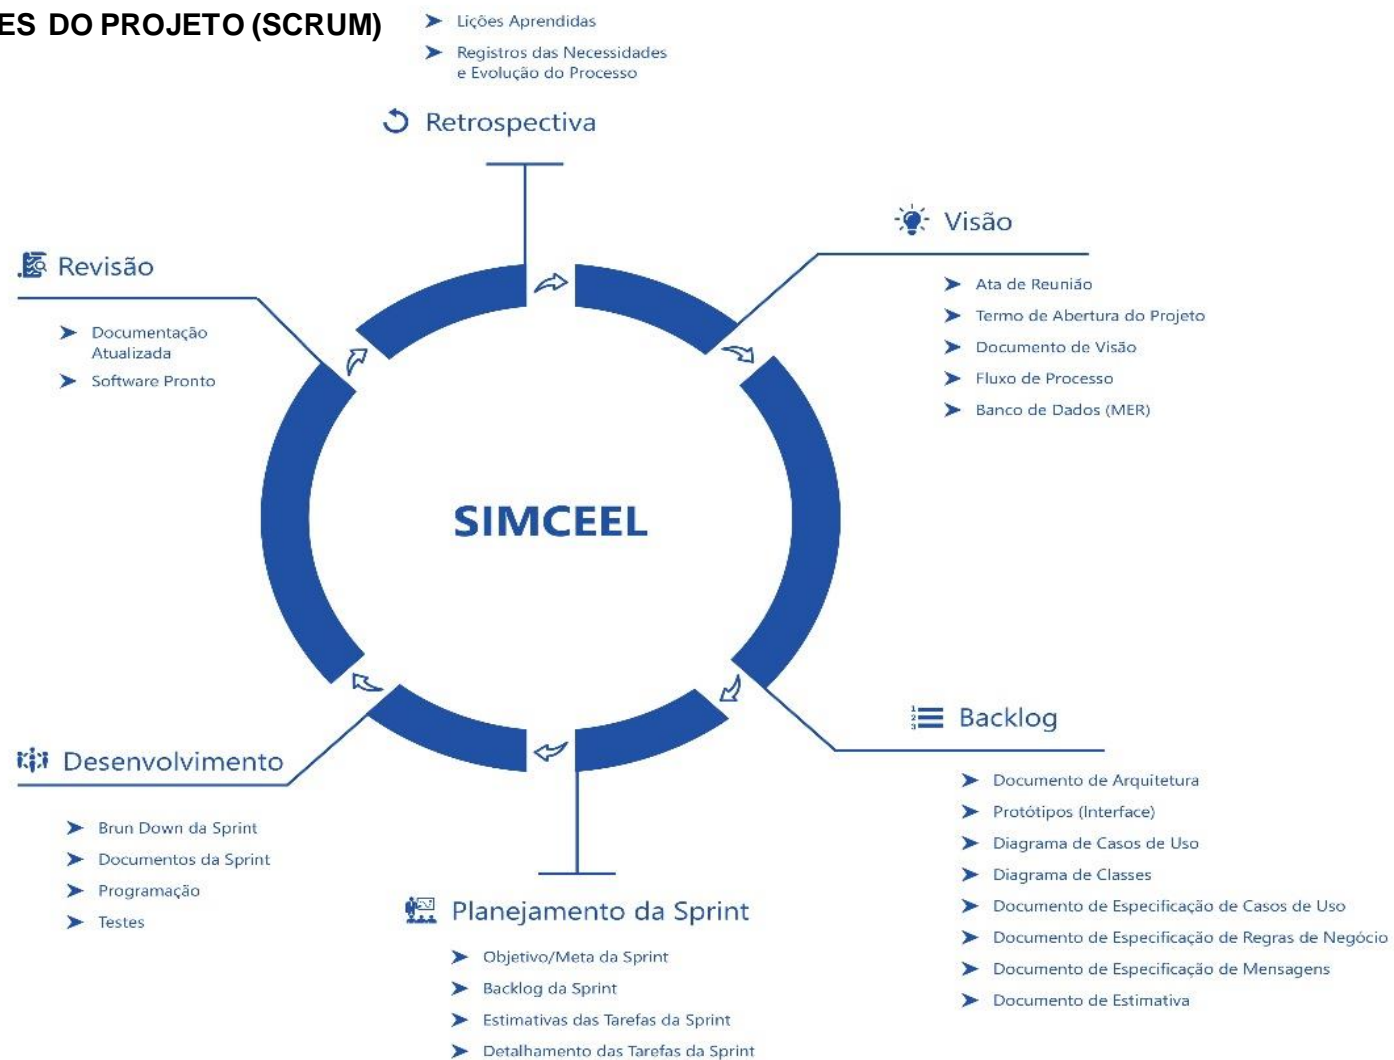 ES DO PROJETO (SCRUM)
Lições Aprendidas
Registros das Necessidades
e Evolução do Processo
Retrospectiva
Visão
Ata de Reunião
Termo de Abertura do Projeto
Documento de Visão
Fluxo de Processo
Banco de Dados (MER)
Revisão
Documentação
Atualizada
Software Pronto
SIMCEEL
Backlog
1
2
3
Documento de Arquitetura
Protótipos (Interface)
Diagrama de Casos de Uso
Diagrama de Classes
Documento de Especificação de Casos de Uso
Documento de Especificação de Regras de Negócio
Documento de Especificação de Mensagens
Documento de Estimativa
Desenvolvimento
Brun Down da Sprint
Documentos da Sprint
Programação
Testes
Planejamento da Sprint
Objetivo/Meta da Sprint
Backlog da Sprint
Estimativas das Tarefas da Sprint
Detalhamento das Tarefas da Sprint